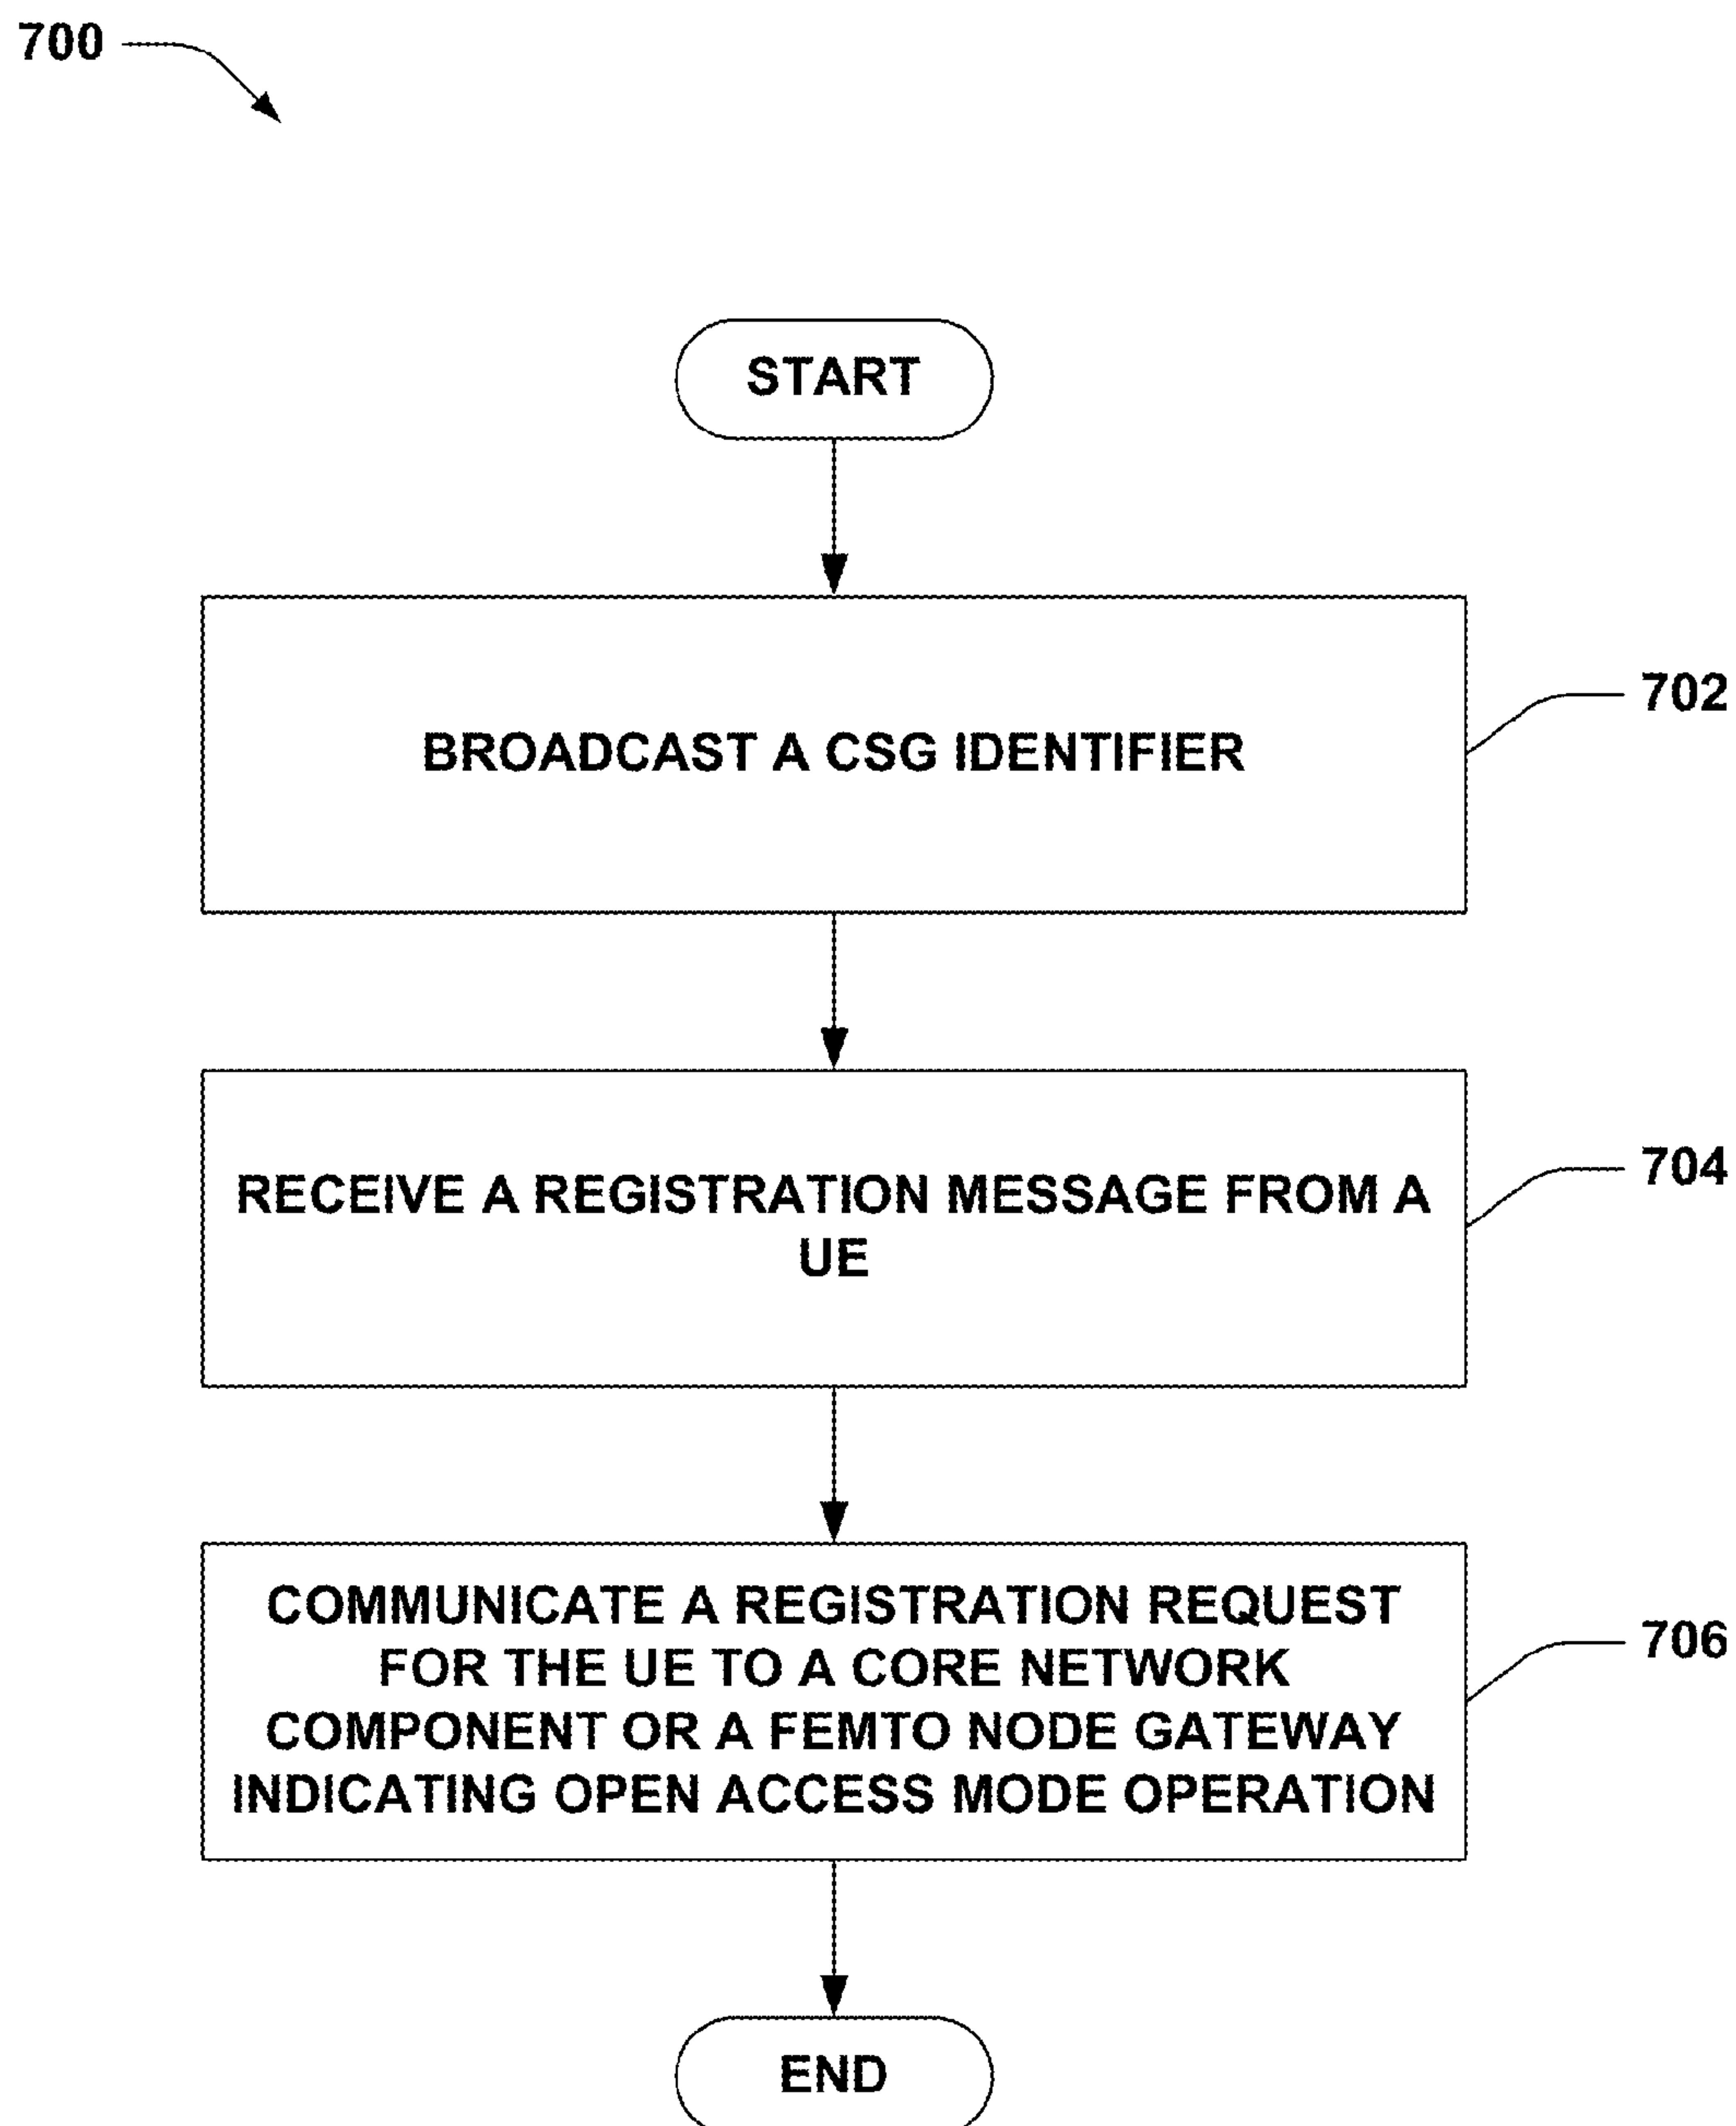 700
START
BROADCAST A CSG IDENTIFIER
702
RECEIVE A REGISTRATION MESSAGE FROM A
UE
704
COMMUNICATE A REGISTRATION REQUEST
FOR THE UE TO A CORE NETWORK
COMPONENT OR A FEMTO NODE GATEWAY
INDICATING OPEN ACCESS MODE OPERATION
706
END